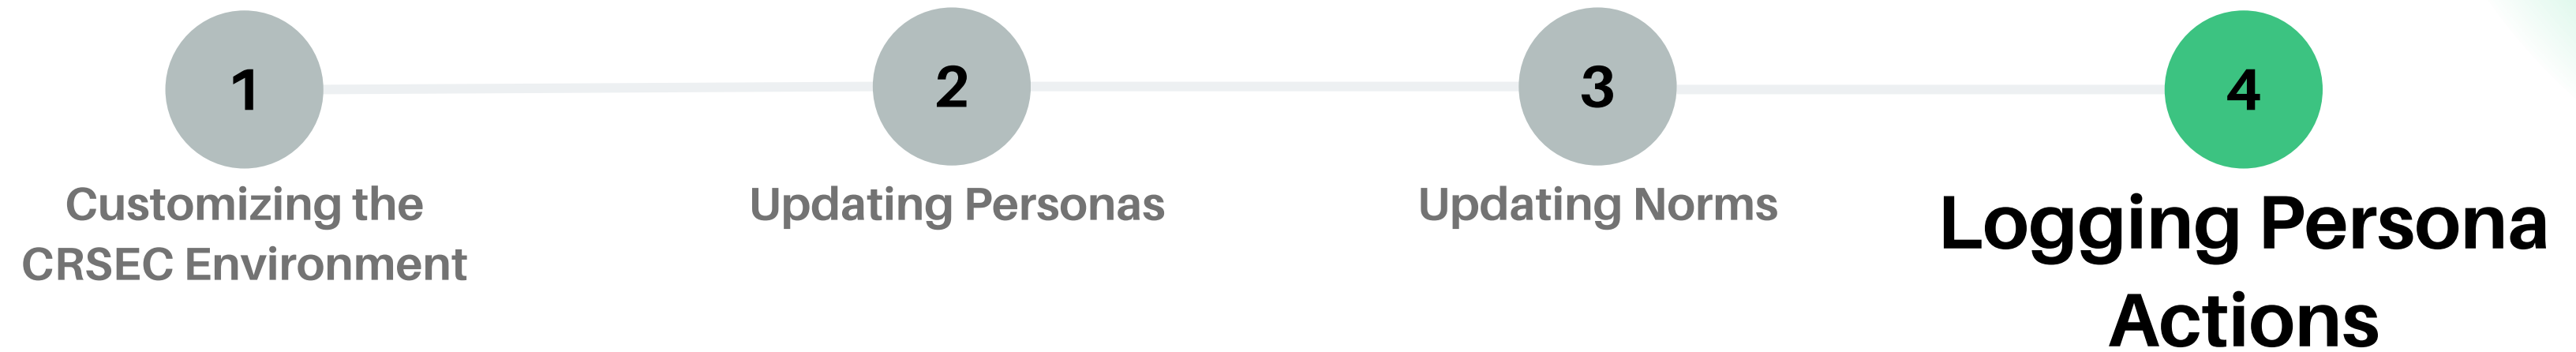 1
2
3
4
Customizing the
CRSEC Environment
Updating Personas
Updating Norms
Logging Persona
Actions